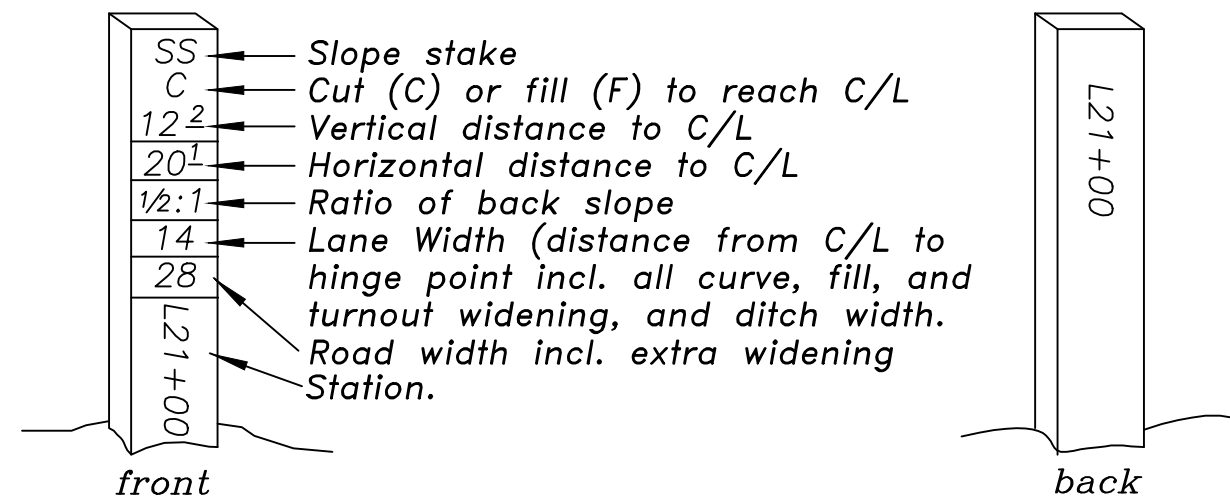 SS
C
12 2
20 1
1/2:1
14
28
L21+00
Slope stake
Cut (C) or fill (F) to reach C/L
Vertical distance to C/L
Horizontal distance to C/L
Ratio of back slope
Lane Width (distance from C/L to
hinge point incl. all curve, fill, and
turnout widening, and ditch width.
Road width incl. extra widening
Station.
front
L21+00
back